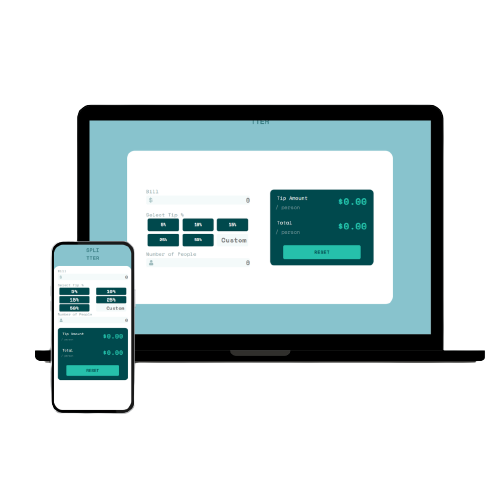 TTER
Bill
$ 0
Select Tip %
5% 10% 15%
25% 50% Custom
Number of People
0
Tip Amount
/ person
$0.00
Total
/ person
$0.00
RESET
SPLI
TTER
Bill
$ 0
Select Tip %
5% 10%
15% 25%
50% Custom
Number of People
0
Tip Amount
/ person
$0.00
Total
/ person
$0.00
RESET